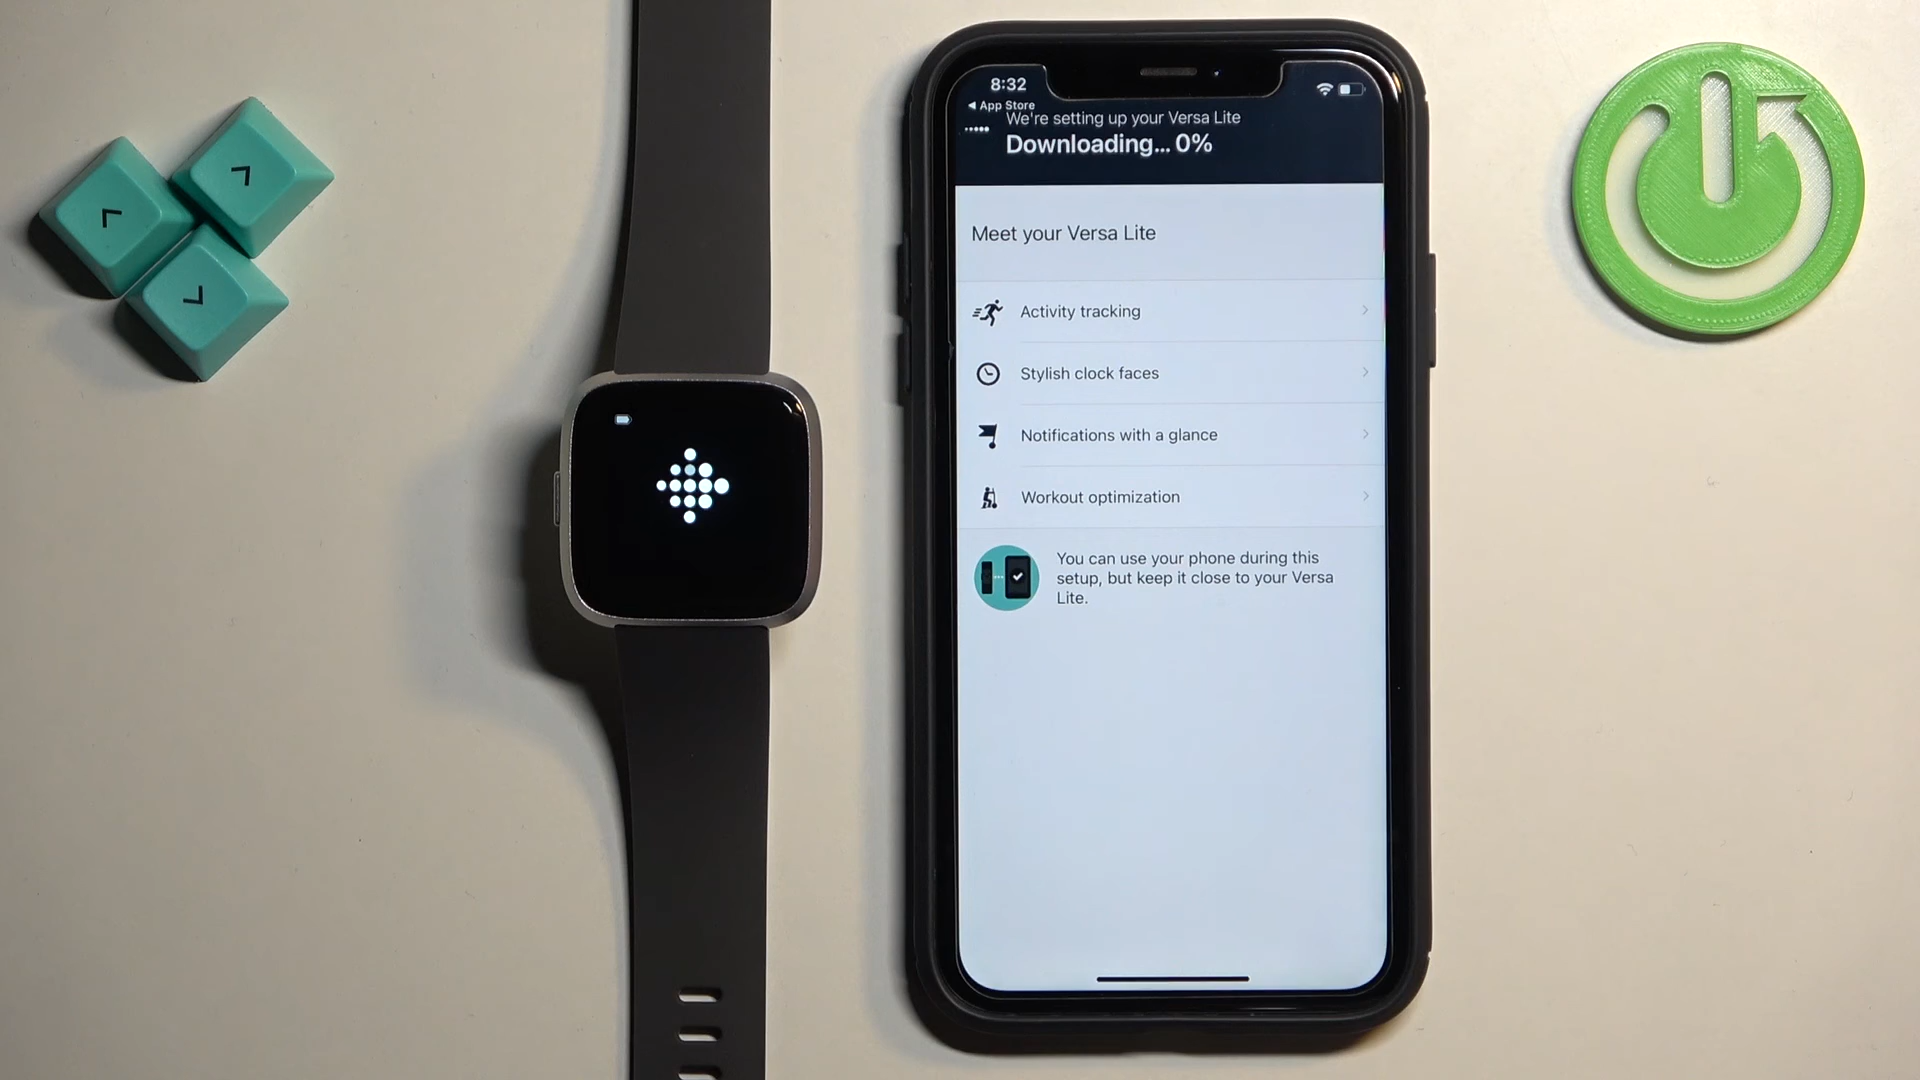 8:32
App Store
We're setting up your Versa Lite
Downloading... 0%
Meet your Versa Lite
Activity tracking
Stylish clock faces
Notifications with a glance
Workout optimization
You can use your phone during this
setup, but keep it close to your Versa
Lite.